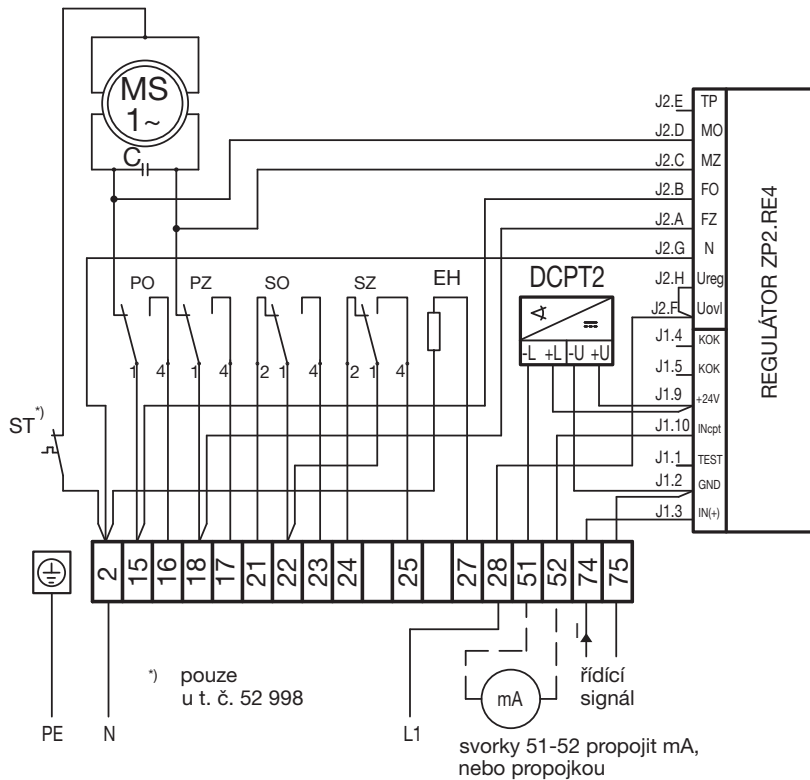 MS
1~
C
J2.E TP
J2.D MO
J2.C MZ
J2.B FO
J2.A FZ
J2.G N
J2.H Ureg
J2.F Uovl
J1.4 KOK
J1.5 KOK
J1.9 +24V
J1.10 INcpt
J1.1 TEST
J1.2 GND
J1.3 IN(+)
REGULÁTOR ZP2.RE4
PO PZ SO SZ EH DCPT2
-L +L -U +U
1 4 1 4 2 1 4 2 1 4
ST *)
2 15 16 18 17 21 22 23 24 25 27 28 51 52 74 75
*) pouze
u t. č. 52 998
I
řídící
signál
mA
PE N L1
svorky 51-52 propojit mA,
nebo propojkou